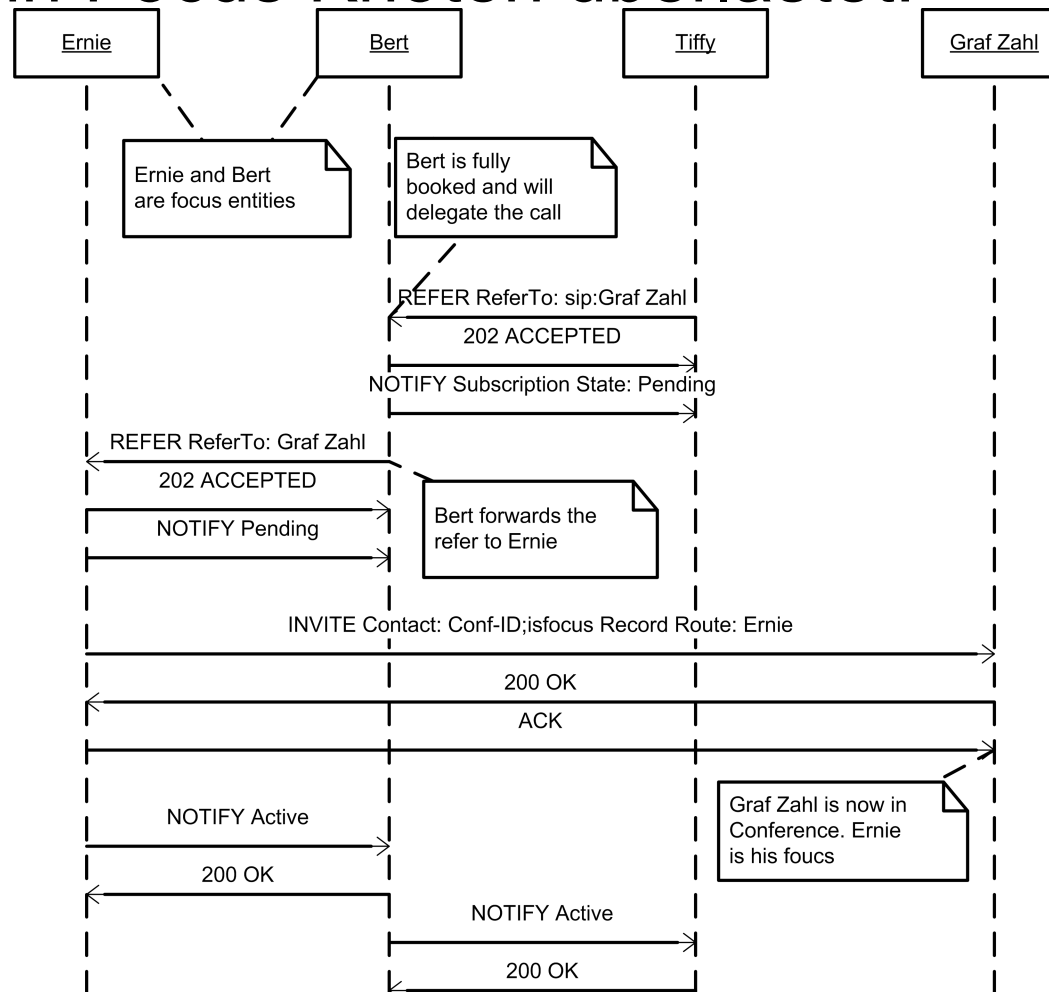 Ernie
Bert
Tiffy
Graf Zahl
Ernie and Bert
are focus entities
Bert is fully
booked and will
delegate the call
REFER ReferTo: sip:Graf Zahl
202 ACCEPTED
NOTIFY Subscription State: Pending
REFER ReferTo: Graf Zahl
202 ACCEPTED
NOTIFY Pending
Bert forwards the
refer to Ernie
INVITE Contact: Conf-ID;isfocus Record Route: Ernie
200 OK
ACK
Graf Zahl is now in
Conference. Ernie
is his foucs
NOTIFY Active
200 OK
NOTIFY Active
200 OK